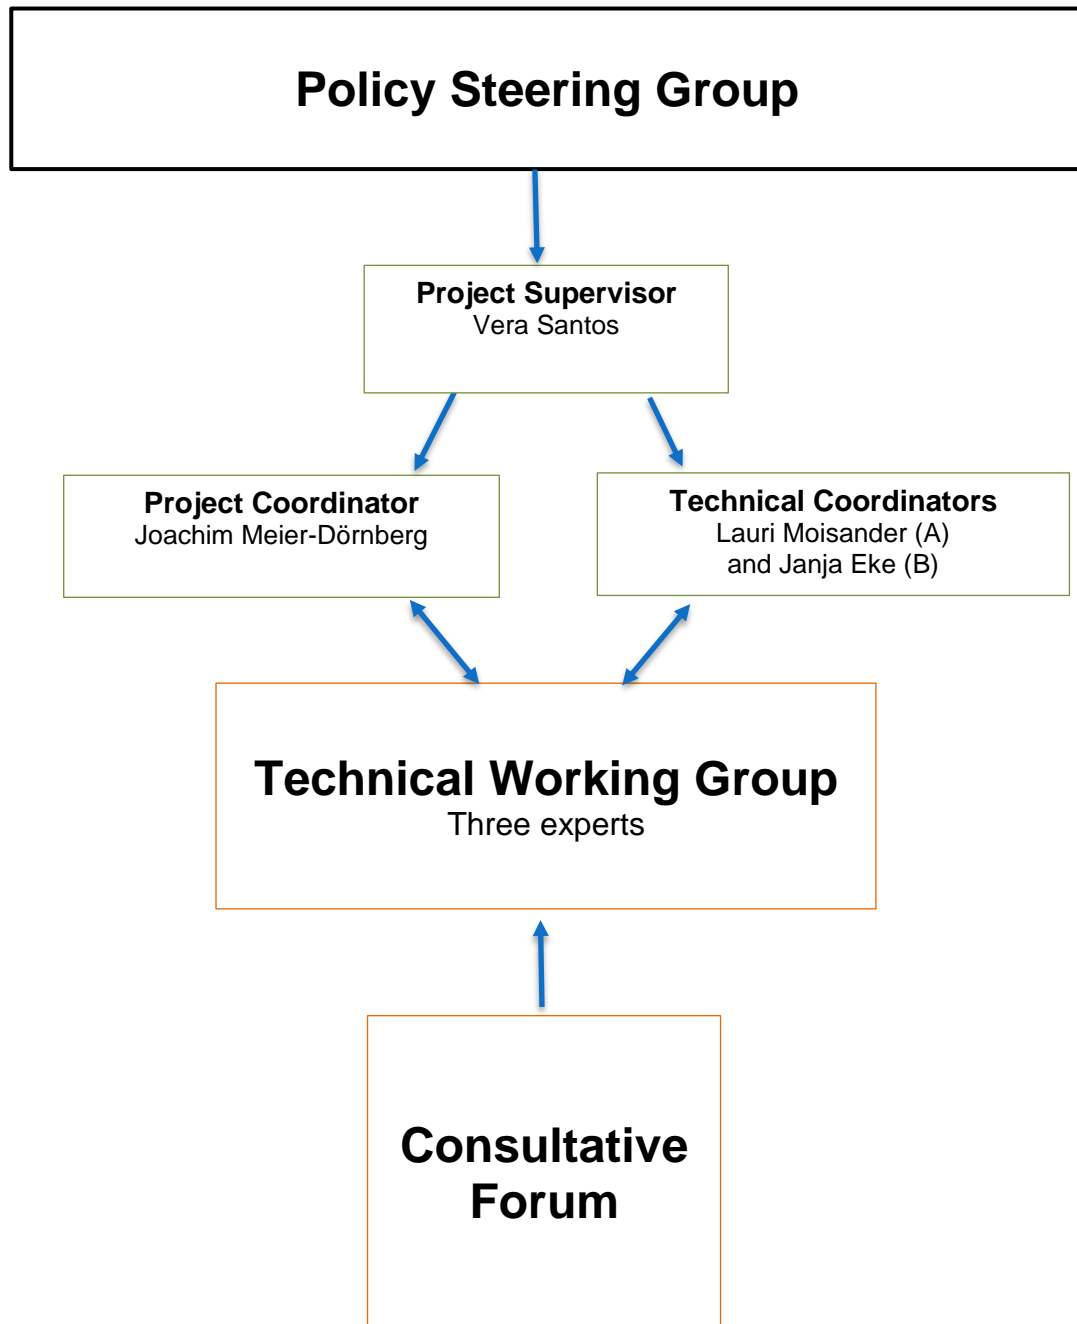 Policy Steering Group
Project Supervisor
Vera Santos
Project Coordinator
Joachim Meier-Dörnberg
Technical Coordinators
Lauri Moisander (A)
and Janja Eke (B)
Technical Working Group
Three experts
Consultative
Forum